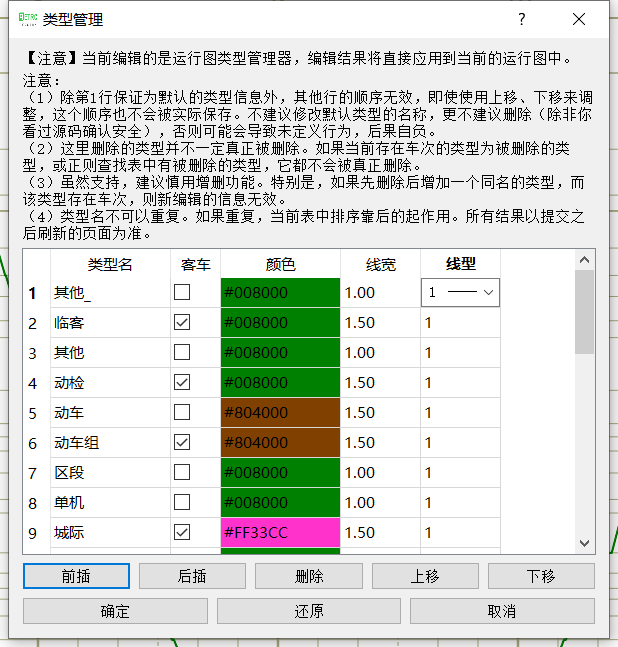 类型管理
【注意】当前编辑的是运行图类型管理器，编辑结果将直接应用到当前的运行图中。
注意：
（1）除第1行保证为默认的类型信息外，其他行的顺序无效，即使使用上移、下移来调
整，这个顺序也不会被实际保存。不建议修改默认类型的名称，更不建议删除（除非你
看过源码确认安全），否则可能会导致未定义行为，后果自负。
（2）这里删除的类型并不一定真正被删除。如果当前存在车次的类型为被删除的类
型，或正则查找表中有被删除的类型，它都不会被真正删除。
（3）虽然支持，建议慎用增删功能。特别是，如果先删除后增加一个同名的类型，而
该类型存在车次，则新编辑的信息无效。
（4）类型名不可以重复。如果重复，当前表中排序靠后的起作用。所有结果以提交之
后刷新的页面为准。
类型名 客车 颜色 线宽 线型
1 其他_ #008000 1.00 1
2 临客 #008000 1.50 1
3 其他 #008000 1.00 1
4 动检 #008000 1.50 1
5 动车 #804000 1.50 1
6 动车组 #804000 1.50 1
7 区段 #008000 1.00 1
8 单机 #008000 1.00 1
9 城际 #FF33CC 1.50 1
前插 后插 删除 上移 下移
确定 还原 取消